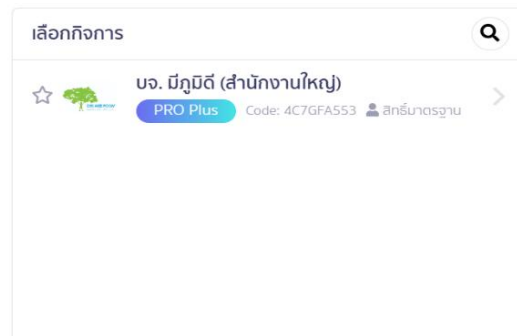 เลือกกิจการ
บจ. มีภูมิดี (สำนักงานใหญ่)
PRO Plus Code: 4C7GFA553 สิทธิ์มาตรฐาน